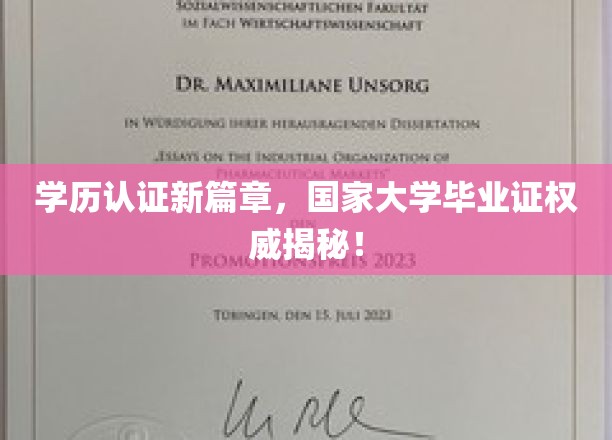 SOZIALWISSENSCHAFTLICHEN FAKULTÄT
IM FACH WIRTSCHAFTSWISSENSCHAFT
DR. MAXIMILIANE UNSORG
IN WÜRDIGUNG IHRER HERAUSRAGENDEN DISSERTATION
„ESSAYS ON THE INDUSTRIAL ORGANIZATION OF
PHARMACEUTICAL MARKETS"
学历认证新篇章，国家大学毕业证权
威揭秘！
PROMOTIONSPREIS 2023
TÜBINGEN, DEN 15. JULI 2023